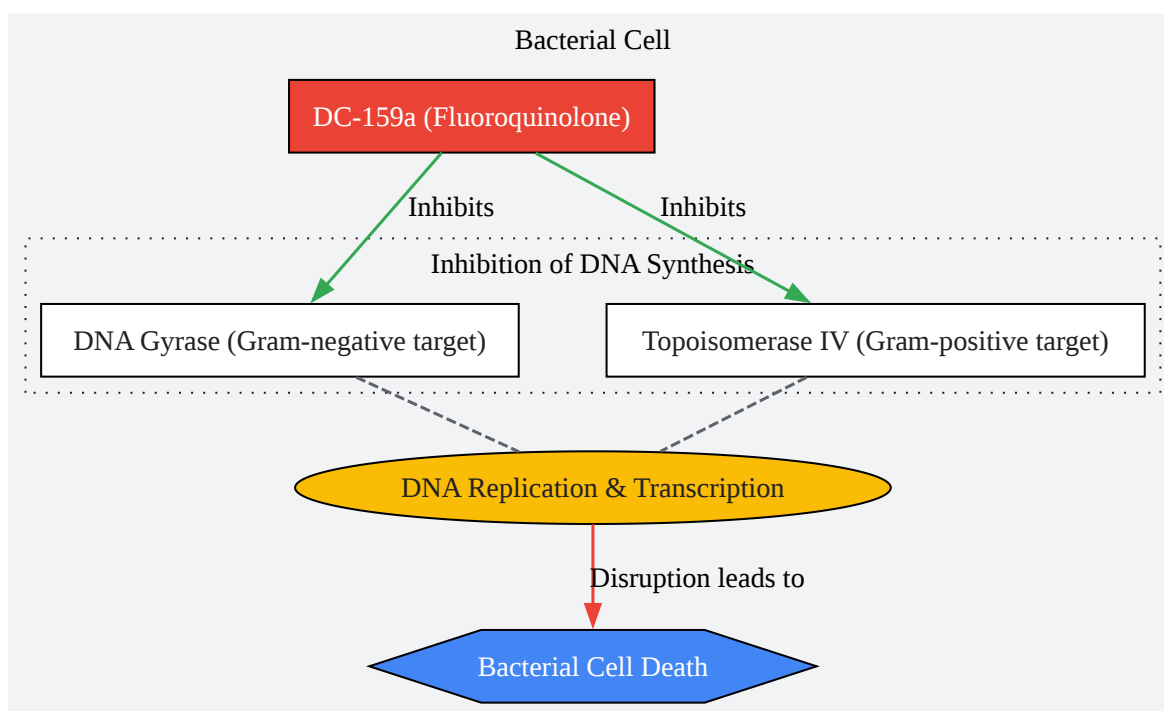 Bacterial Cell
DC-159a (Fluoroquinolone)
Inhibits
Inhibits
Inhibition of DNA Synthesis
DNA Gyrase (Gram-negative target)
Topoisomerase IV (Gram-positive target)
DNA Replication & Transcription
Disruption leads to
Bacterial Cell Death